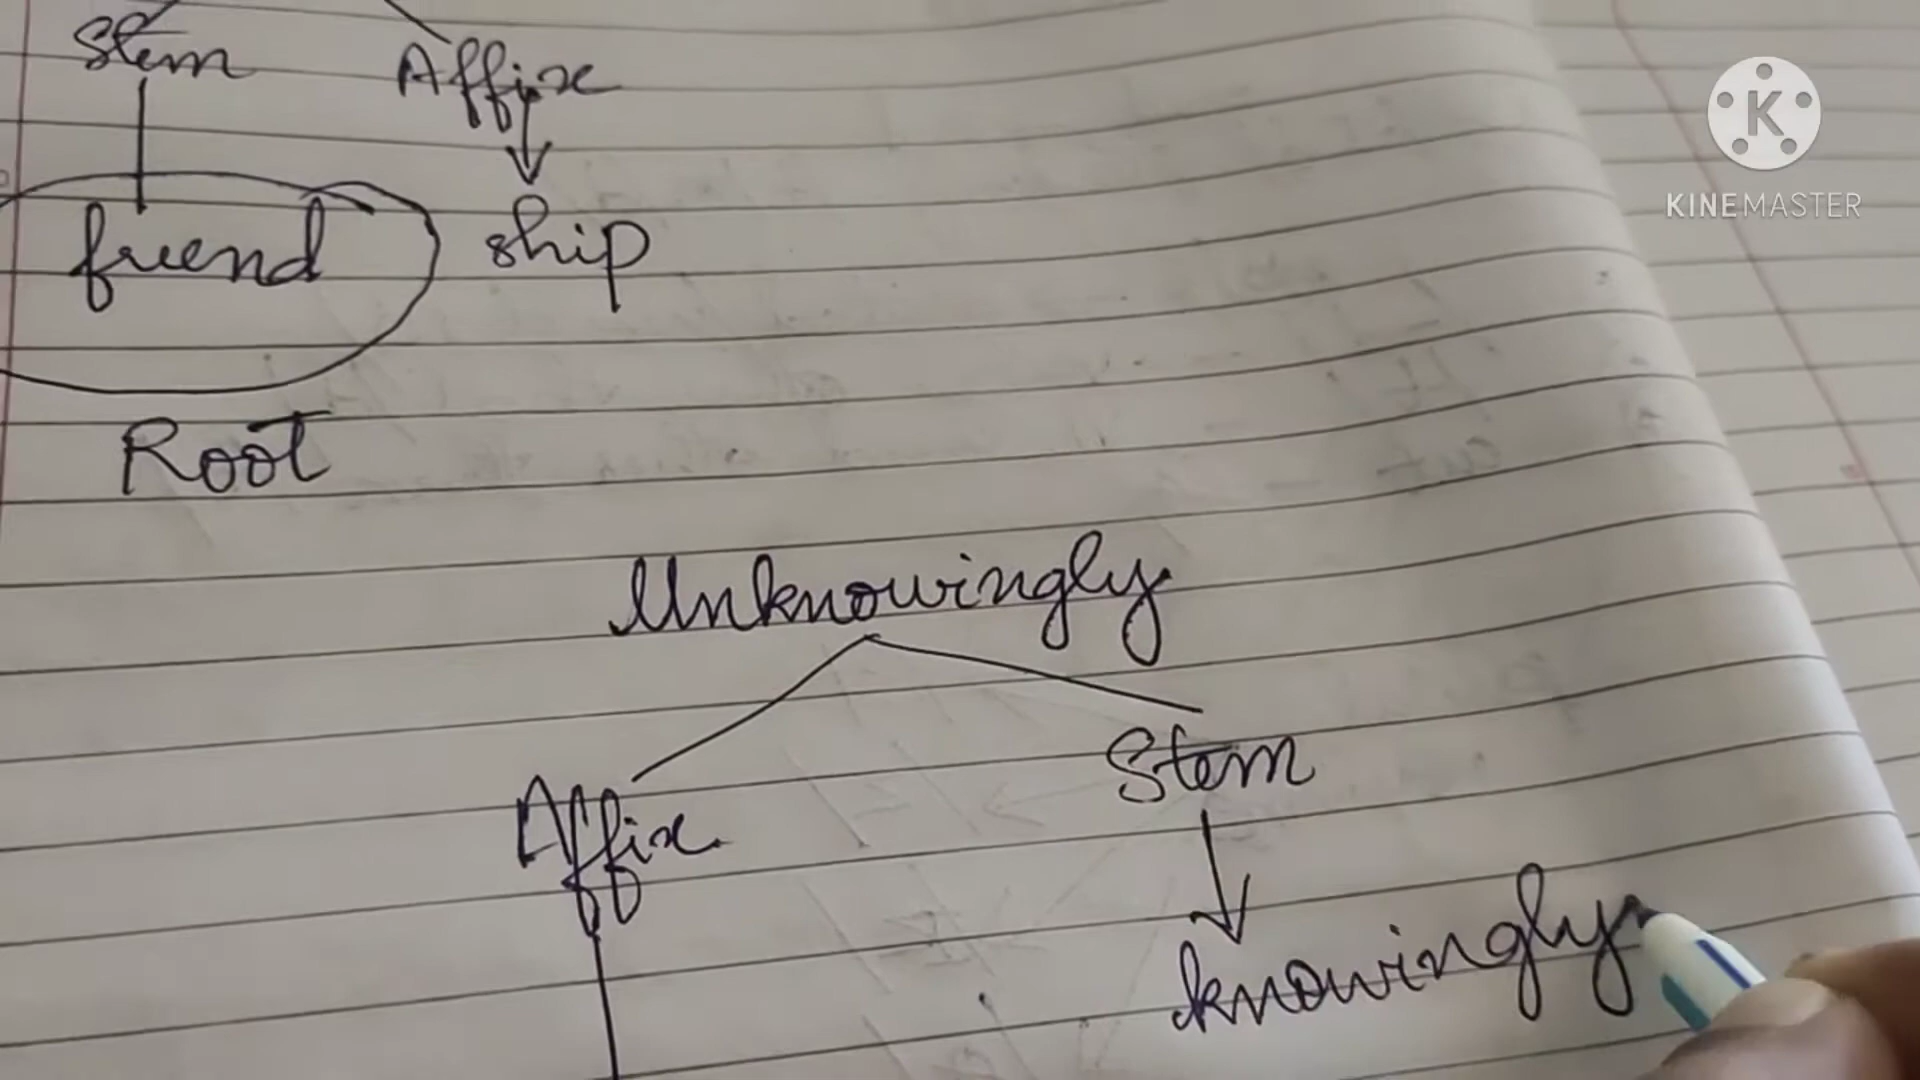 Stem Affix
friend ship
Root
Unknowingly
Affix Stem
knowingly
K
KINEMASTER